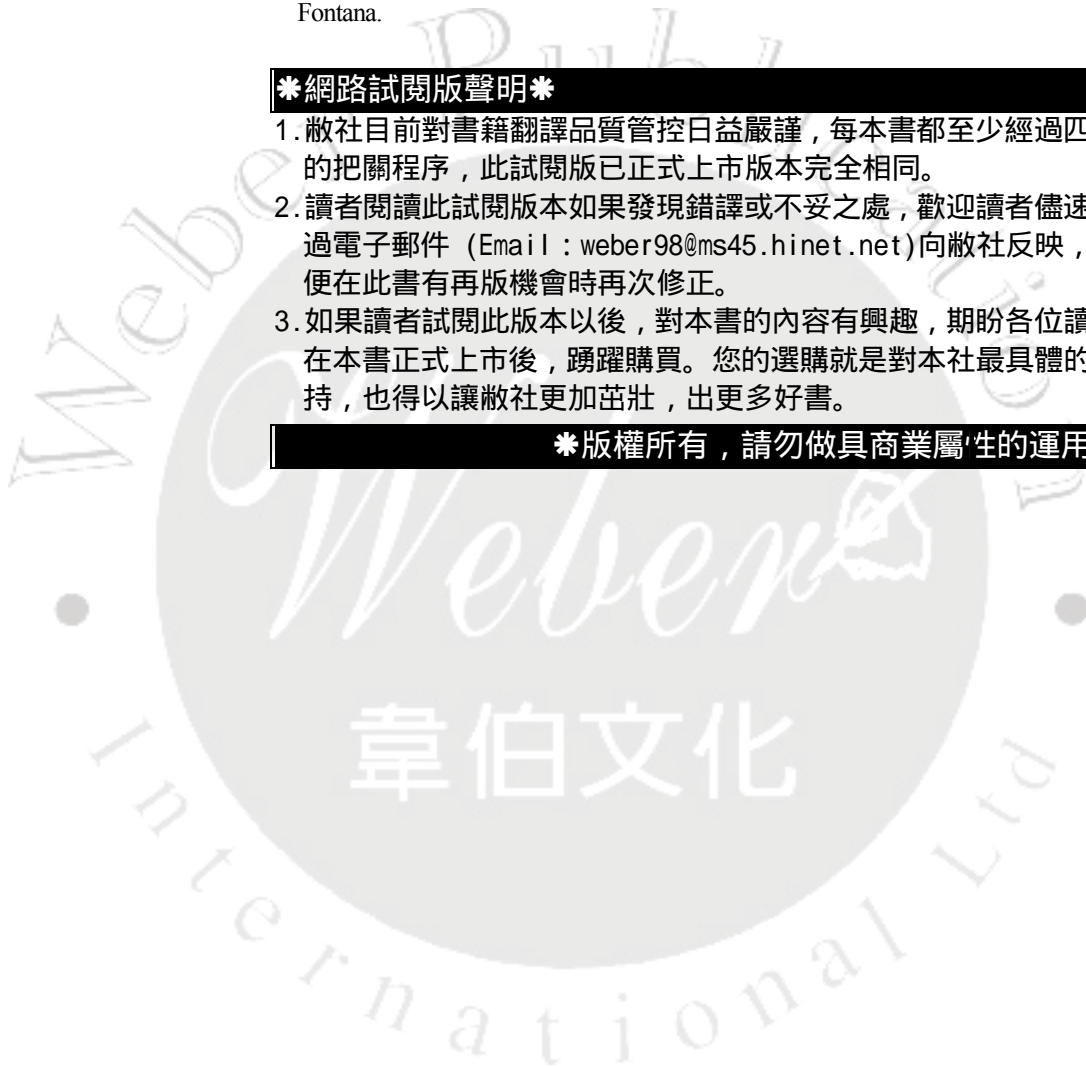 Fontana.
✱網路試閱版聲明✱
1.敝社目前對書籍翻譯品質管控日益嚴謹，每本書都至少經過四
的把關程序，此試閱版已正式上市版本完全相同。
2.讀者閱讀此試閱版本如果發現錯譯或不妥之處，歡迎讀者儘速
過電子郵件 (Email：weber98@ms45.hinet.net)向敝社反映，
便在此書有再版機會時再次修正。
3.如果讀者試閱此版本以後，對本書的內容有興趣，期盼各位讀
在本書正式上市後，踴躍購買。您的選購就是對本社最具體的
持，也得以讓敝社更加茁壯，出更多好書。
✱版權所有，請勿做具商業屬性的運用
Weber Publication
Weber
韋伯文化
International Ltd